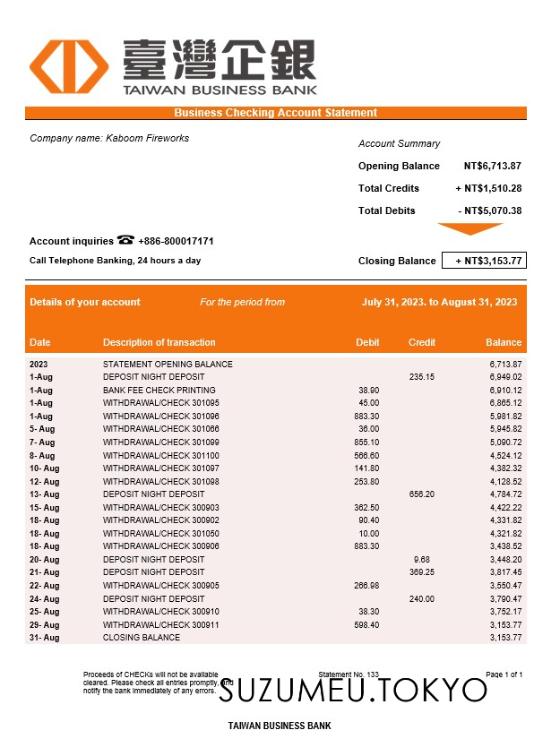 臺灣企銀
TAIWAN BUSINESS BANK
Business Checking Account Statement
Company name: Kaboom Fireworks
Account Summary
Opening Balance NT$6,713.87
Total Credits + NT$1,510.28
Total Debits - NT$5,070.38
Account inquiries ☎ +886-800017171
Call Telephone Banking, 24 hours a day
Closing Balance + NT$3,153.77
Details of your account For the period from July 31, 2023. to August 31, 2023
Date Description of transaction Debit Credit Balance
2023 STATEMENT OPENING BALANCE 6,713.87
1-Aug DEPOSIT NIGHT DEPOSIT 235.15 6,949.02
1-Aug BANK FEE CHECK PRINTING 38.90 6,910.12
1-Aug WITHDRAWAL/CHECK 301095 45.00 6,865.12
1-Aug WITHDRAWAL/CHECK 301096 883.30 5,981.82
5- Aug WITHDRAWAL/CHECK 301066 36.00 5,945.82
7- Aug WITHDRAWAL/CHECK 301099 855.10 5,090.72
8- Aug WITHDRAWAL/CHECK 301100 566.60 4,524.12
10- Aug WITHDRAWAL/CHECK 301097 141.80 4,382.32
12- Aug WITHDRAWAL/CHECK 301098 253.80 4,128.52
13- Aug DEPOSIT NIGHT DEPOSIT 656.20 4,784.72
15- Aug WITHDRAWAL/CHECK 300903 362.50 4,422.22
18- Aug WITHDRAWAL/CHECK 300902 90.40 4,331.82
18- Aug WITHDRAWAL/CHECK 301050 10.00 4,321.82
18- Aug WITHDRAWAL/CHECK 300906 883.30 3,438.52
20- Aug DEPOSIT NIGHT DEPOSIT 9.68 3,448.20
21- Aug DEPOSIT NIGHT DEPOSIT 369.25 3,817.45
22- Aug WITHDRAWAL/CHECK 300905 266.98 3,550.47
24- Aug DEPOSIT NIGHT DEPOSIT 240.00 3,790.47
25- Aug WITHDRAWAL/CHECK 300910 38.30 3,752.17
29- Aug WITHDRAWAL/CHECK 300911 598.40 3,153.77
31- Aug CLOSING BALANCE 3,153.77
Proceeds of CHECKs will not be available Statement No. 133 Page 1 of 1
cleared. Please check all entries promptly, and
notify the bank immediately of any errors.
SUZUMEU.TOKYO
TAIWAN BUSINESS BANK